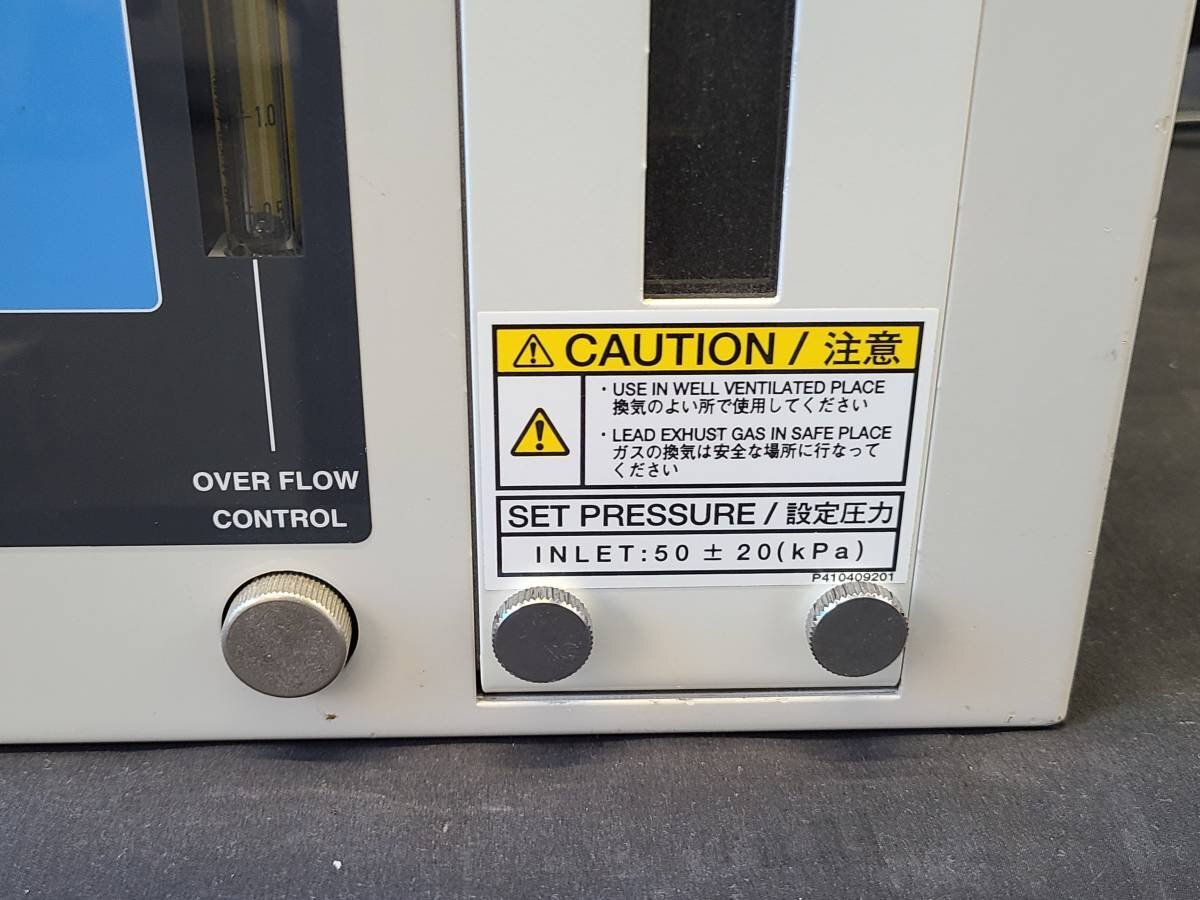 1.0
0.5
OVER FLOW
CONTROL
CAUTION / 注意
・USE IN WELL VENTILATED PLACE
換気のよい所で使用してください
・LEAD EXHUST GAS IN SAFE PLACE
ガスの換気は安全な場所に行なって
ください
SET PRESSURE / 設定圧力
INLET:50 ± 20(kPa)
P410409201